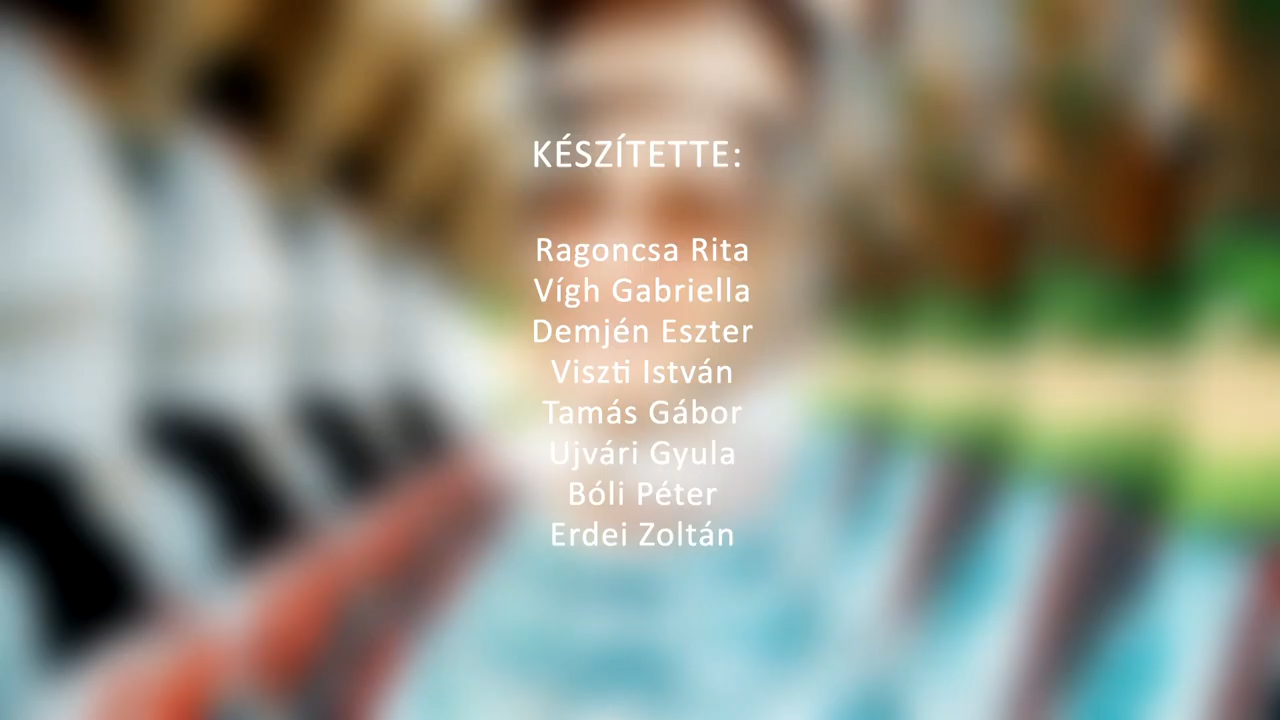 KÉSZÍTETTE:
Ragoncsa Rita
Vígh Gabriella
Demjén Eszter
Viszti István
Tamás Gábor
Ujvári Gyula
Bóli Péter
Erdei Zoltán